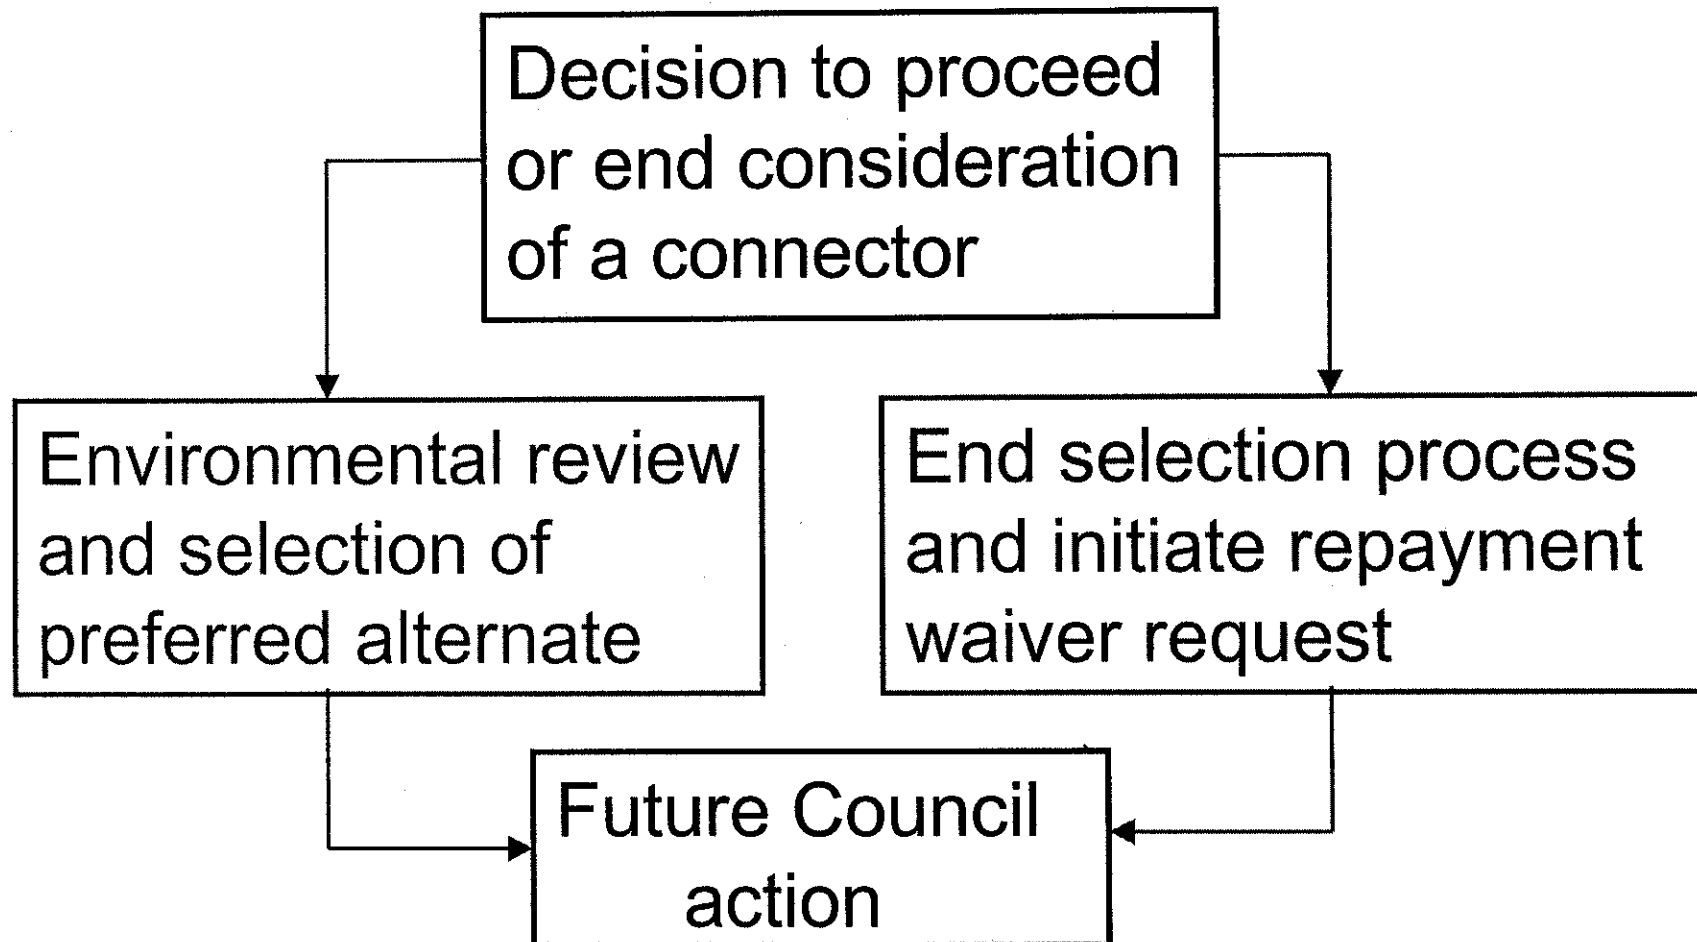 Decision to proceed
or end consideration
of a connector
Environmental review
and selection of
preferred alternate
End selection process
and initiate repayment
waiver request
Future Council
action